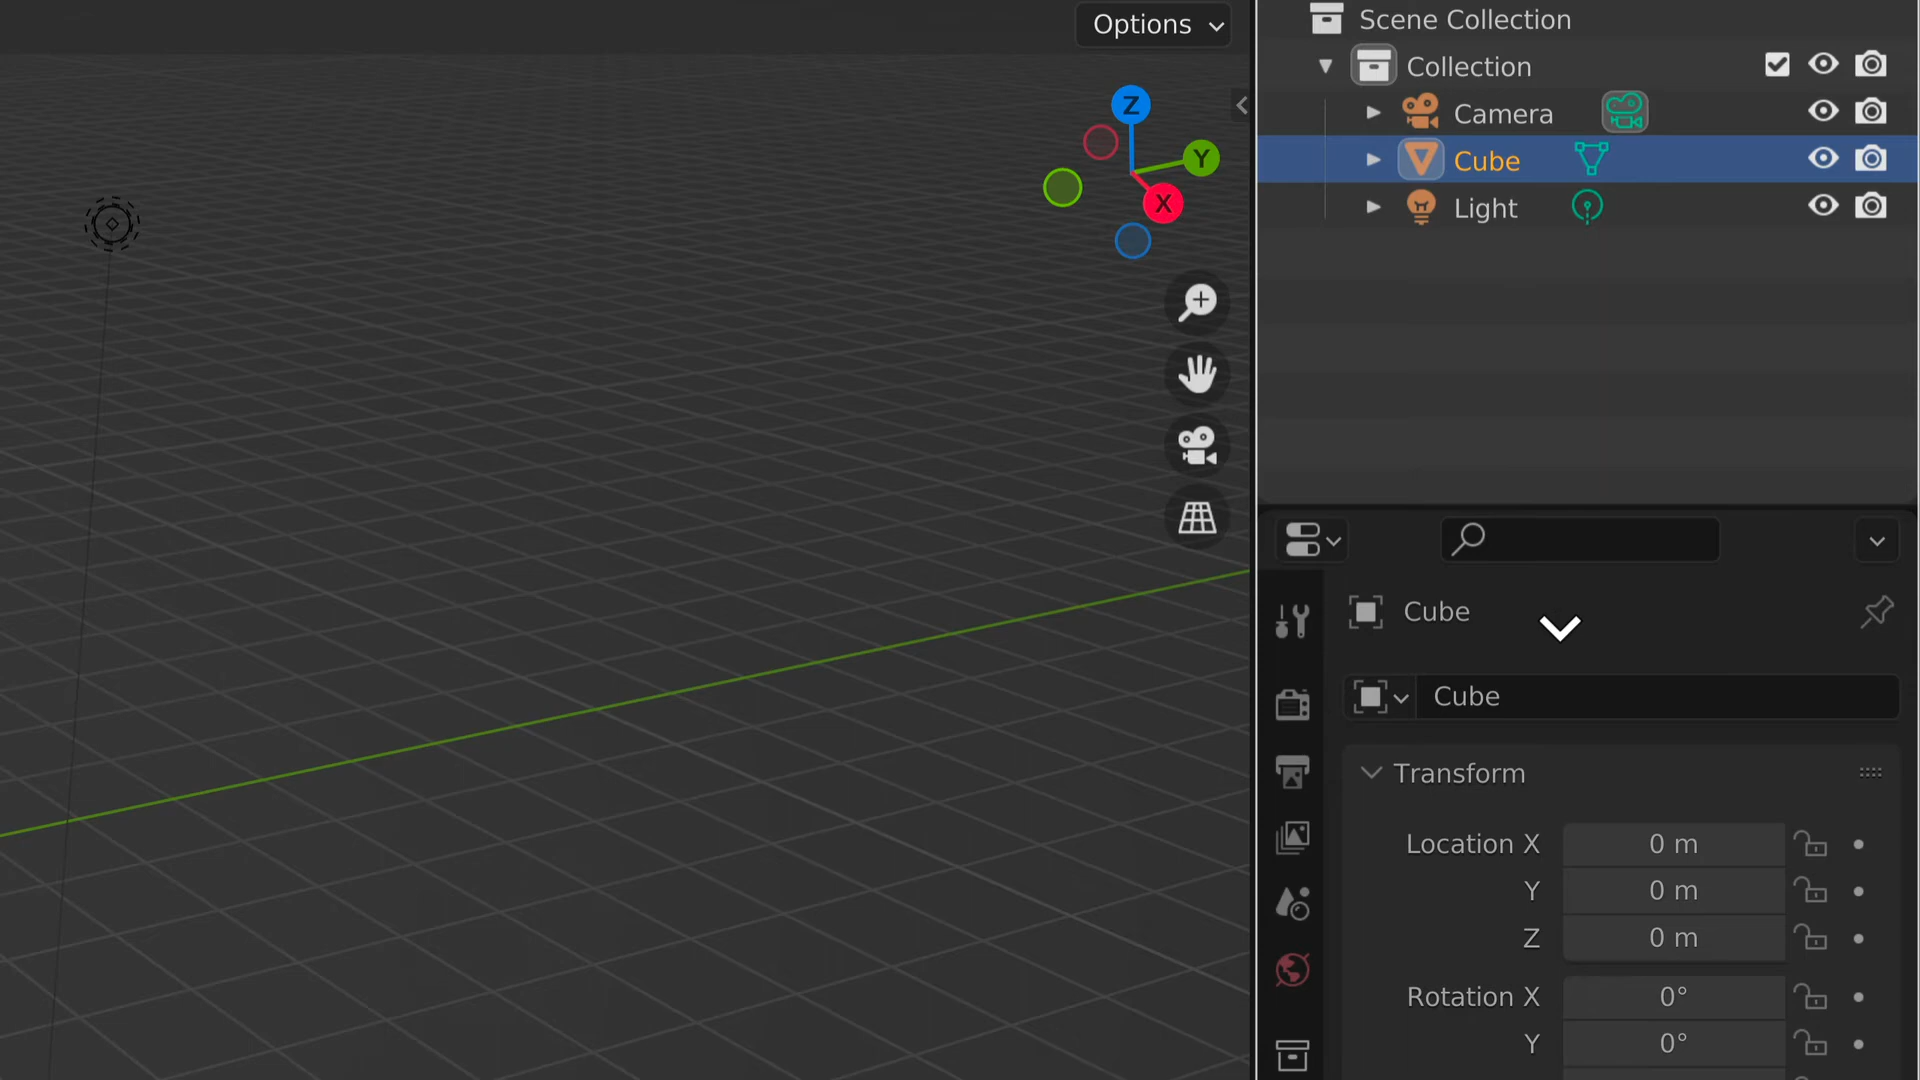 Options
Z
Y
X
Scene Collection
Collection
Camera
Cube
Light
Cube
Cube
Transform
Location X 0 m
Y 0 m
Z 0 m
Rotation X 0°
Y 0°